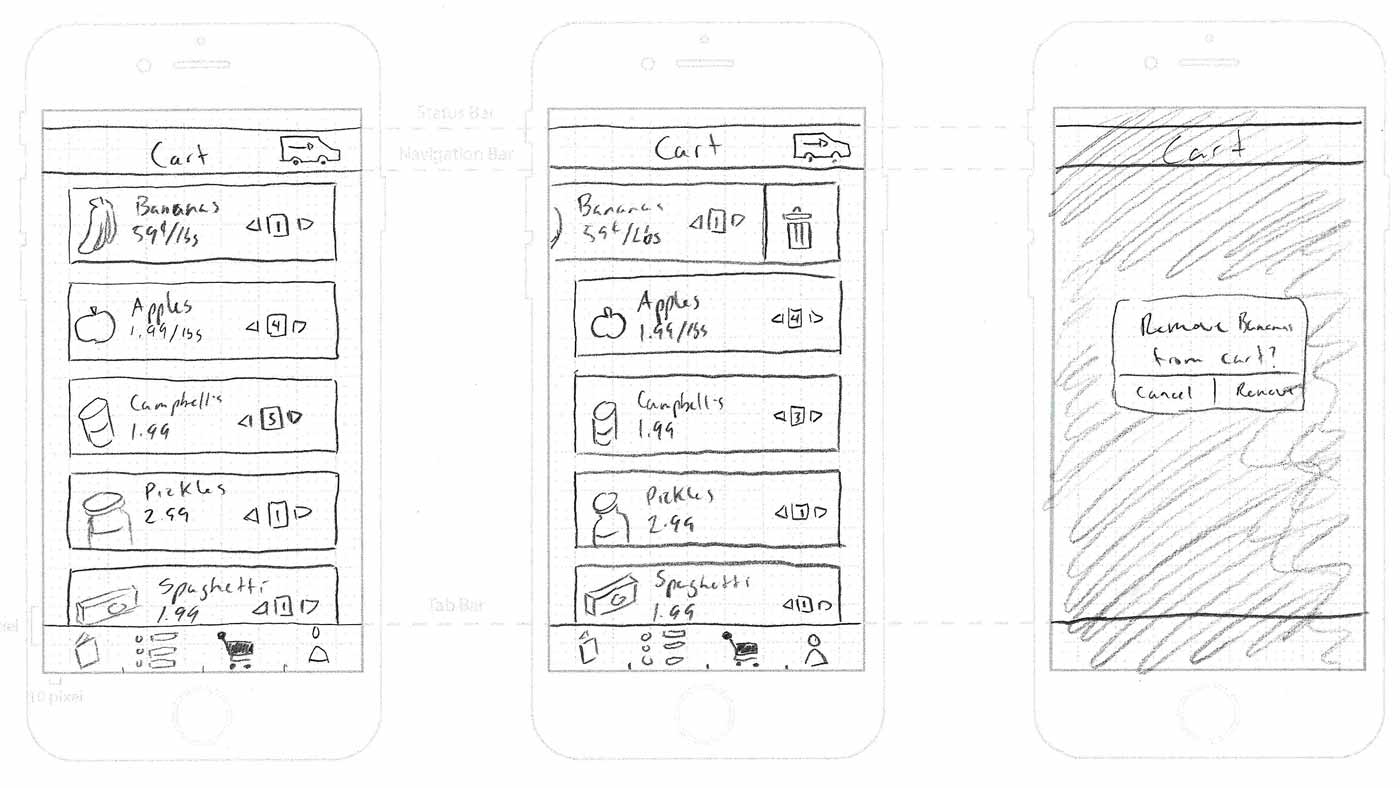 Status Bar
Navigation Bar
Tab Bar
10 pixel
Cart
Bananas
59¢/lbs
1
Apples
1.99/lbs
4
Campbell's
1.99
5
Pickles
2.99
1
Spaghetti
1.99
1
Cart
Bananas
59¢/Lbs
1
Apples
1.99/lbs
4
Campbell's
1.99
3
Pickles
2.99
1
Spaghetti
1.99
1
Cart
Remove Bananas
from cart?
Cancel
Remove